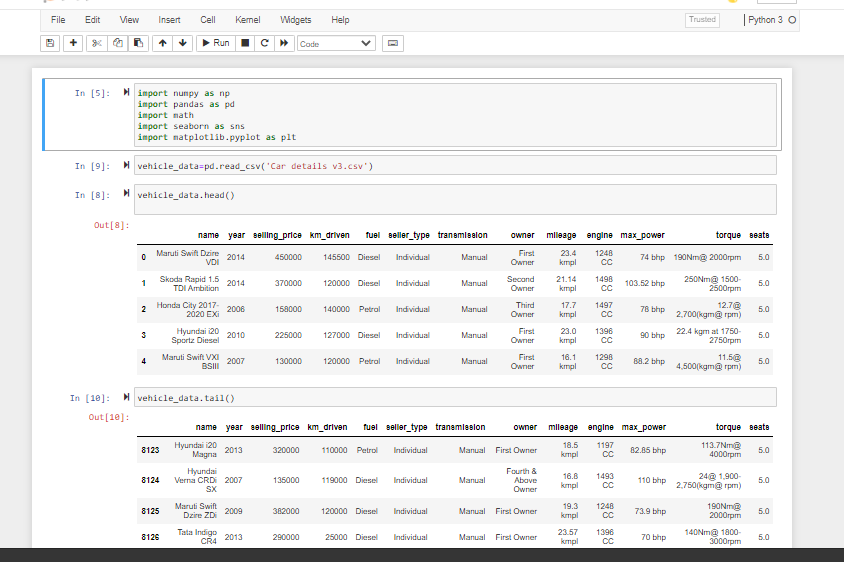 File Edit View Insert Cell Kernel Widgets Help Trusted Python 3
Run Code
In [5]: import numpy as np
import pandas as pd
import math
import seaborn as sns
import matplotlib.pyplot as plt
In [9]: vehicle_data=pd.read_csv('Car details v3.csv')
In [8]: vehicle_data.head()
Out[8]:
name year selling_price km_driven fuel seller_type transmission owner mileage engine max_power torque seats
0 Maruti Swift Dzire VDI 2014 450000 145500 Diesel Individual Manual First Owner 23.4 kmpl 1248 CC 74 bhp 190Nm@ 2000rpm 5.0
1 Skoda Rapid 1.5 TDI Ambition 2014 370000 120000 Diesel Individual Manual Second Owner 21.14 kmpl 1498 CC 103.52 bhp 250Nm@ 1500-2500rpm 5.0
2 Honda City 2017-2020 EXi 2006 158000 140000 Petrol Individual Manual Third Owner 17.7 kmpl 1497 CC 78 bhp 12.7@ 2,700(kgm@ rpm) 5.0
3 Hyundai i20 Sportz Diesel 2010 225000 127000 Diesel Individual Manual First Owner 23.0 kmpl 1396 CC 90 bhp 22.4 kgm at 1750-2750rpm 5.0
4 Maruti Swift VXI BSIII 2007 130000 120000 Petrol Individual Manual First Owner 16.1 kmpl 1298 CC 88.2 bhp 11.5@ 4,500(kgm@ rpm) 5.0
In [10]: vehicle_data.tail()
Out[10]:
name year selling_price km_driven fuel seller_type transmission owner mileage engine max_power torque seats
8123 Hyundai i20 Magna 2013 320000 110000 Petrol Individual Manual First Owner 18.5 kmpl 1197 CC 82.85 bhp 113.7Nm@ 4000rpm 5.0
8124 Hyundai Verna CRDi SX 2007 135000 119000 Diesel Individual Manual Fourth & Above Owner 16.8 kmpl 1493 CC 110 bhp 24@ 1,900-2,750(kgm@ rpm) 5.0
8125 Maruti Swift Dzire ZDi 2009 382000 120000 Diesel Individual Manual First Owner 19.3 kmpl 1248 CC 73.9 bhp 190Nm@ 2000rpm 5.0
8126 Tata Indigo CR4 2013 290000 25000 Diesel Individual Manual First Owner 23.57 kmpl 1396 CC 70 bhp 140Nm@ 1800-3000rpm 5.0